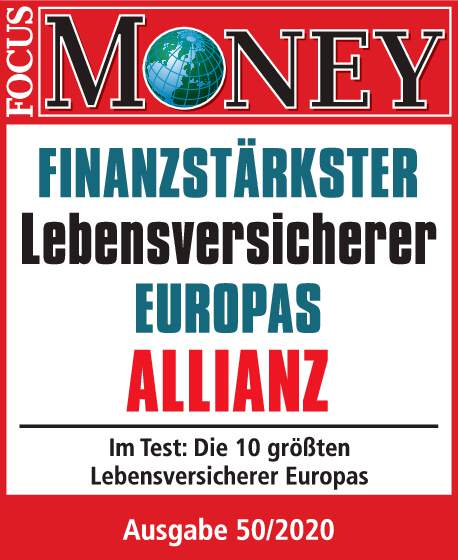 FOCUS
MONEY
FINANZSTÄRKSTER
Lebensversicherer
EUROPAS
ALLIANZ
Im Test: Die 10 größten
Lebensversicherer Europas
Ausgabe 50/2020